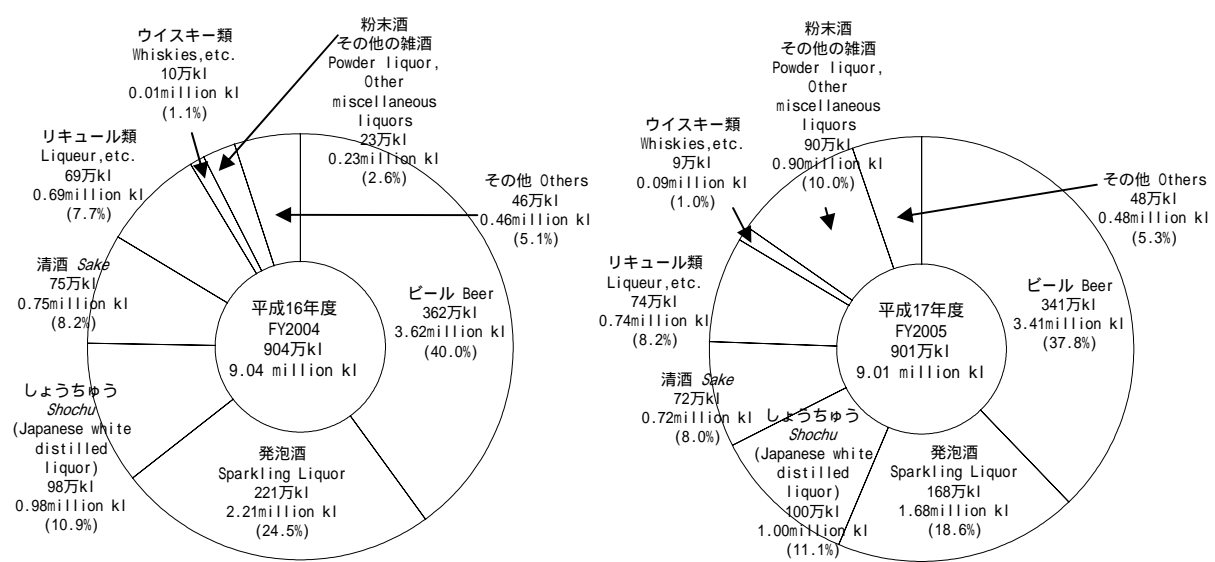 粉末酒
その他の雑酒
Powder liquor,
Other
miscellaneous
liquors
23万kl
0.23million kl
(2.6%)
ウイスキー類
Whiskies,etc.
10万kl
0.01million kl
(1.1%)
リキュール類
Liqueur,etc.
69万kl
0.69million kl
(7.7%)
その他 Others
46万kl
0.46million kl
(5.1%)
清酒 Sake
75万kl
0.75million kl
(8.2%)
平成16年度
FY2004
904万kl
9.04 million kl
ビール Beer
362万kl
3.62million kl
(40.0%)
しょうちゅう
Shochu
(Japanese white
distilled
liquor)
98万kl
0.98million kl
(10.9%)
発泡酒
Sparkling Liquor
221万kl
2.21million kl
(24.5%)
粉末酒
その他の雑酒
Powder liquor,
Other
miscellaneous
liquors
90万kl
0.90million kl
(10.0%)
ウイスキー類
Whiskies,etc.
9万kl
0.09million kl
(1.0%)
その他 Others
48万kl
0.48million kl
(5.3%)
リキュール類
Liqueur,etc.
74万kl
0.74million kl
(8.2%)
平成17年度
FY2005
901万kl
9.01 million kl
ビール Beer
341万kl
3.41million kl
(37.8%)
清酒 Sake
72万kl
0.72million kl
(8.0%)
しょうちゅう
Shochu
(Japanese white
distilled
liquor)
100万kl
1.00million kl
(11.1%)
発泡酒
Sparkling Liquor
168万kl
1.68million kl
(18.6%)